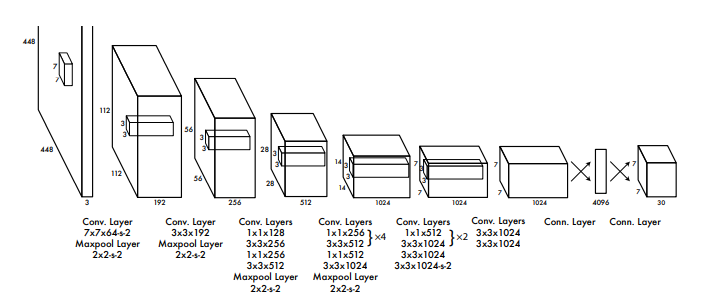 448
7
7
448
3
112
3
3
112
192
56
3
3
56
256
28
3
3
28
512
14
3
3
14
1024
7
3
3
7
1024
7
7
1024
4096
7
7
30
Conv. Layer
7x7x64-s-2
Maxpool Layer
2x2-s-2
Conv. Layer
3x3x192
Maxpool Layer
2x2-s-2
Conv. Layers
1x1x128
3x3x256
1x1x256
3x3x512
Maxpool Layer
2x2-s-2
Conv. Layers
1x1x256
3x3x512
}×4
1x1x512
3x3x1024
Maxpool Layer
2x2-s-2
Conv. Layers
1x1x512
3x3x1024
}×2
3x3x1024
3x3x1024-s-2
Conv. Layers
3x3x1024
3x3x1024
Conn. Layer
Conn. Layer